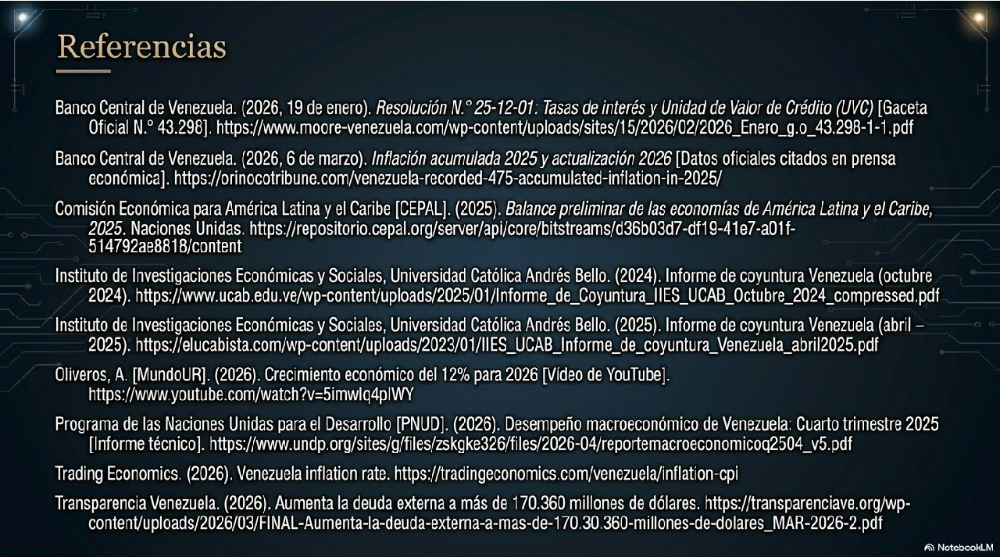 Referencias
Banco Central de Venezuela. (2026, 19 de enero). Resolución N.° 25-12-01: Tasas de interés y Unidad de Valor de Crédito (UVC) [Gaceta
Oficial N.° 43.298]. https://www.moore-venezuela.com/wp-content/uploads/sites/15/2026/02/2026_Enero_g.o_43.298-1-1.pdf
Banco Central de Venezuela. (2026, 6 de marzo). Inflación acumulada 2025 y actualización 2026 [Datos oficiales citados en prensa
económica]. https://orinocotribune.com/venezuela-recorded-475-accumulated-inflation-in-2025/
Comisión Económica para América Latina y el Caribe [CEPAL]. (2025). Balance preliminar de las economías de América Latina y el Caribe,
2025. Naciones Unidas. https://repositorio.cepal.org/server/api/core/bitstreams/d36b03d7-df19-41e7-a01f-
514792ae8818/content
Instituto de Investigaciones Económicas y Sociales, Universidad Católica Andrés Bello. (2024). Informe de coyuntura Venezuela (octubre
2024). https://www.ucab.edu.ve/wp-content/uploads/2025/01/Informe_de_Coyuntura_IIES_UCAB_Octubre_2024_compressed.pdf
Instituto de Investigaciones Económicas y Sociales, Universidad Católica Andrés Bello. (2025). Informe de coyuntura Venezuela (abril –
2025). https://elucabista.com/wp-content/uploads/2023/01/IIES_UCAB_Informe_de_coyuntura_Venezuela_abril2025.pdf
Oliveros, A. [MundoUR]. (2026). Crecimiento económico del 12% para 2026 [Vídeo de YouTube].
https://www.youtube.com/watch?v=5imwIq4pIWY
Programa de las Naciones Unidas para el Desarrollo [PNUD]. (2026). Desempeño macroeconómico de Venezuela: Cuarto trimestre 2025
[Informe técnico]. https://www.undp.org/sites/g/files/zskgke326/files/2026-04/reportemacroeconomicoq2504_v5.pdf
Trading Economics. (2026). Venezuela inflation rate. https://tradingeconomics.com/venezuela/inflation-cpi
Transparencia Venezuela. (2026). Aumenta la deuda externa a más de 170.360 millones de dólares. https://transparenciave.org/wp-
content/uploads/2026/03/FINAL-Aumenta-la-deuda-externa-a-mas-de-170.30.360-millones-de-dolares_MAR-2026-2.pdf
NotebookLM